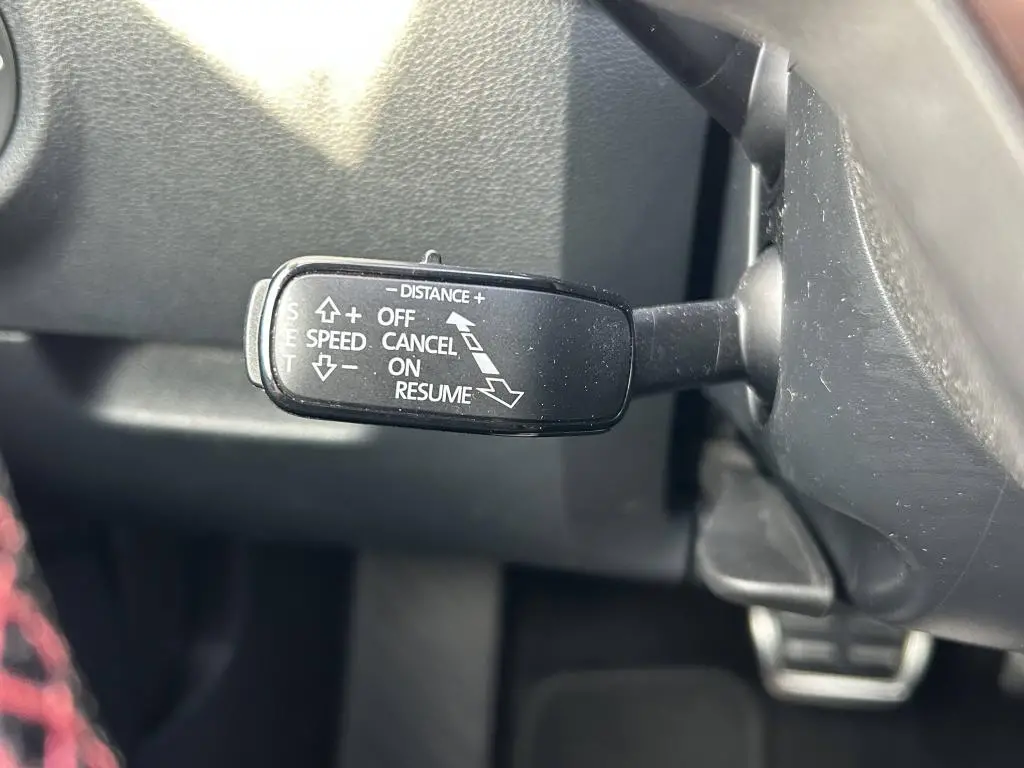 − DISTANCE +
S + OFF
E SPEED CANCEL
T − ON
RESUME